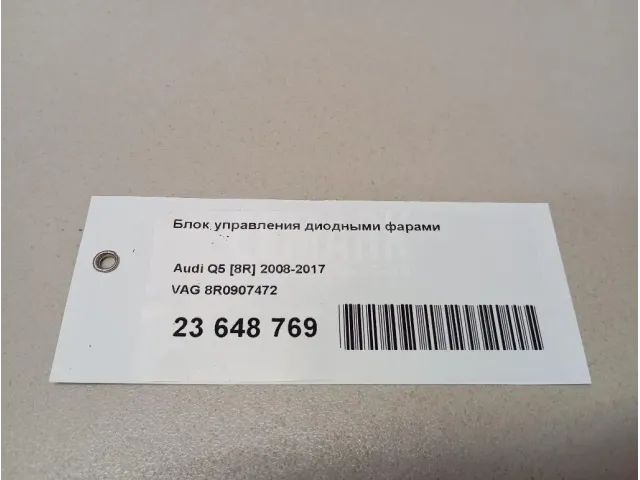 Блок управления диодными фарами
Audi Q5 [8R] 2008-2017
VAG 8R0907472
23 648 769